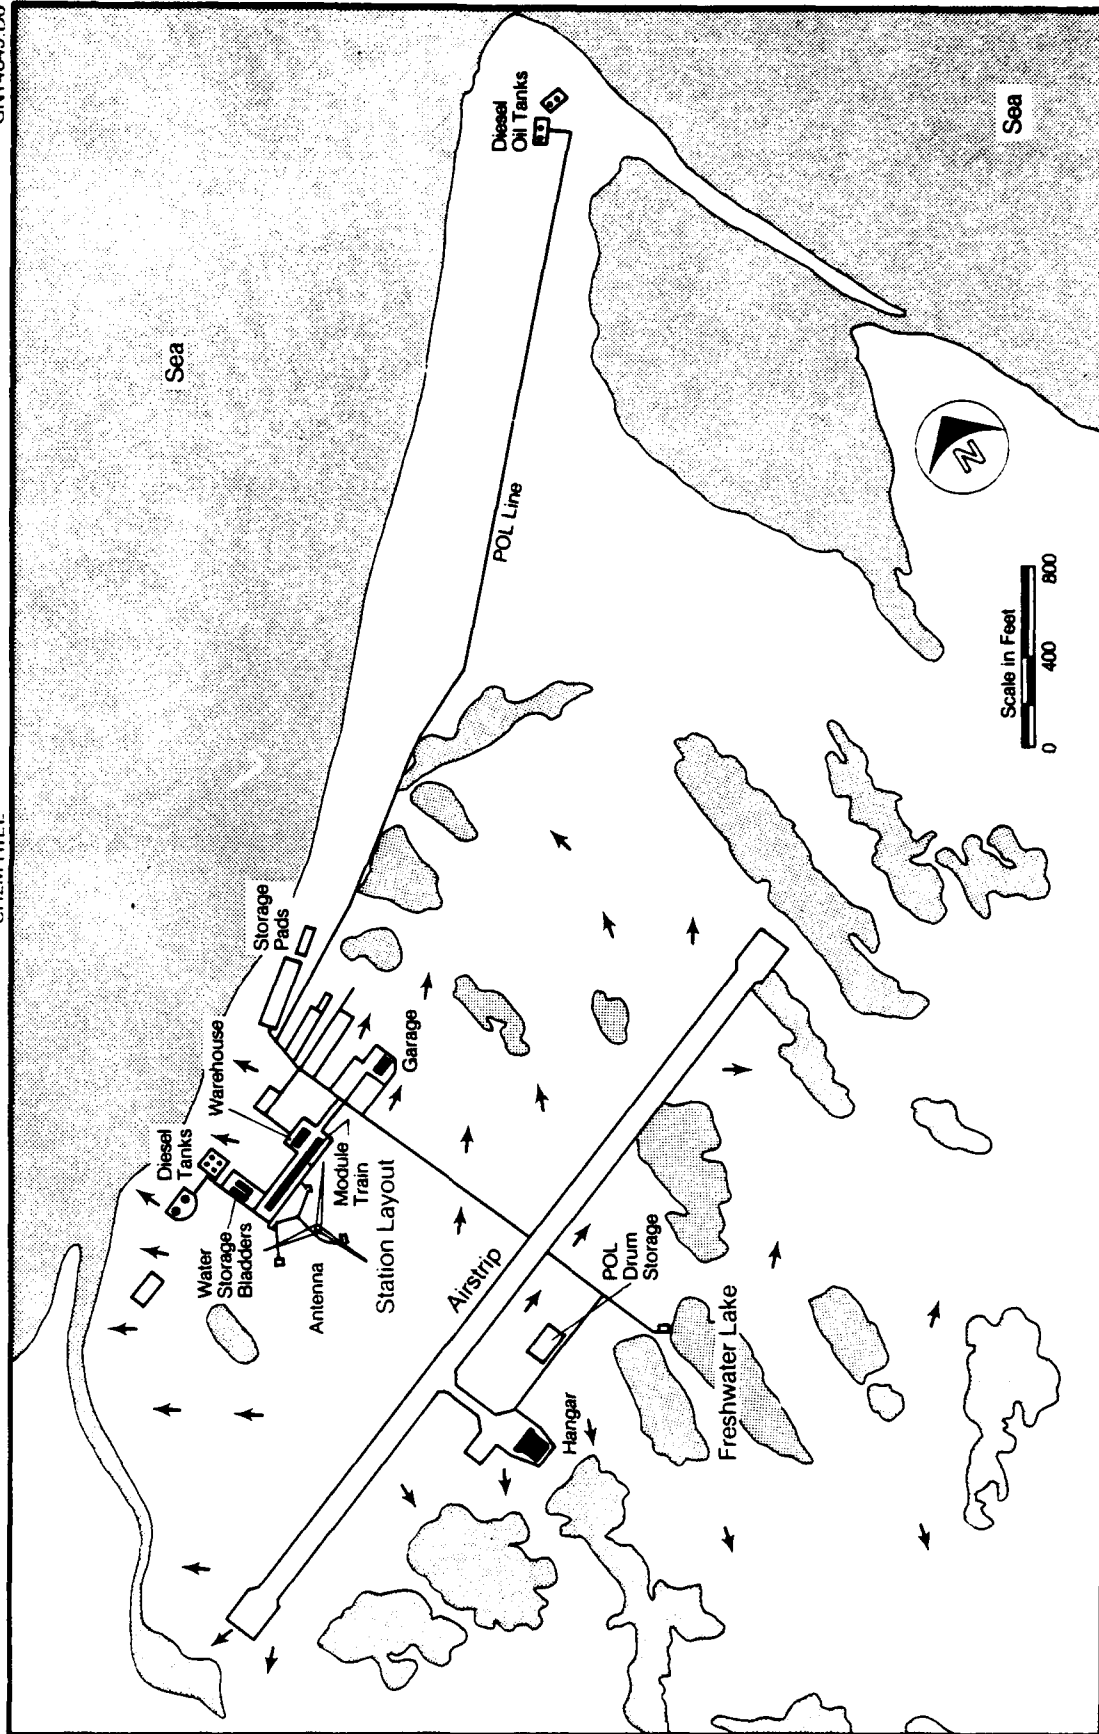 Sea
Diesel
Oil Tanks
Sea
POL Line
N
Scale in Feet
0 400 800
Storage
Pads
Warehouse
Garage
Diesel
Tanks
Module
Train
Water
Storage
Bladders
Station Layout
Antenna
Airstrip
POL
Drum
Storage
Freshwater Lake
Hangar